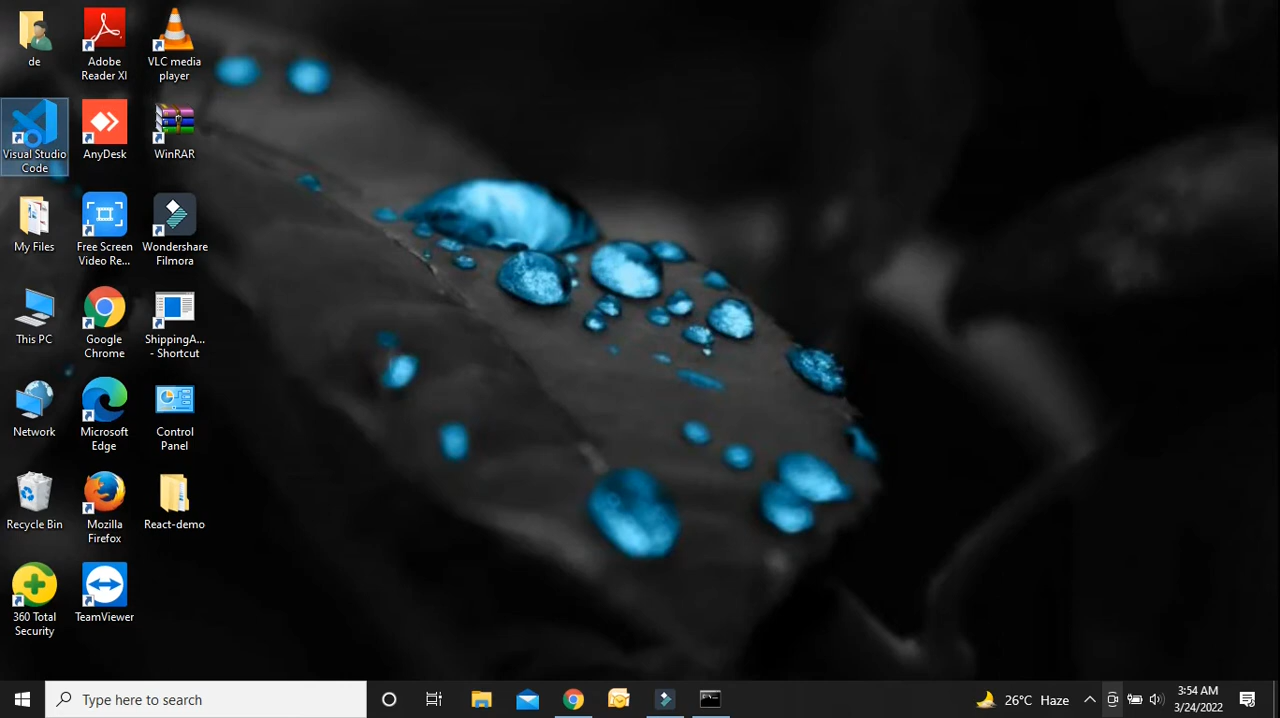 de
Adobe
Reader XI
VLC media
player
Visual Studio
Code
AnyDesk
WinRAR
My Files
Free Screen
Video Re...
Wondershare
Filmora
This PC
Google
Chrome
ShippingA...
- Shortcut
Network
Microsoft
Edge
Control
Panel
Recycle Bin
Mozilla
Firefox
React-demo
360 Total
Security
TeamViewer
Type here to search
26°C Haze
3:54 AM
3/24/2022